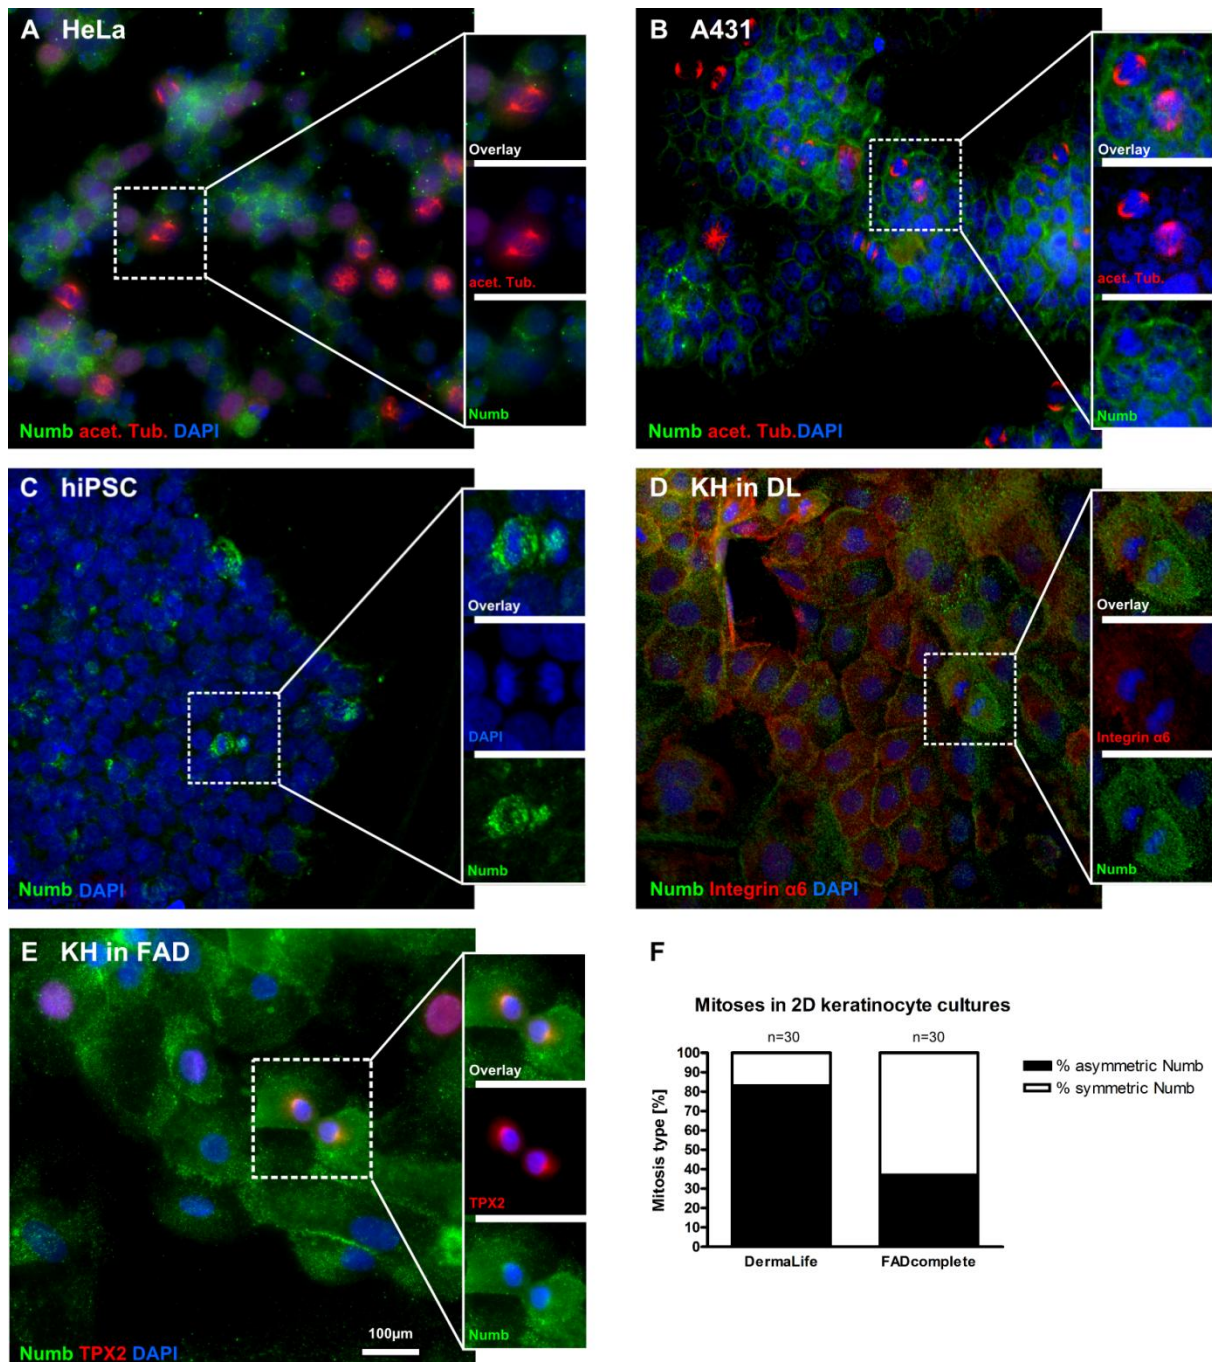 A HeLa
Overlay
acet. Tub.
Numb
Numb acet. Tub. DAPI
B A431
Overlay
acet. Tub.
Numb
Numb acet. Tub.DAPI
C hiPSC
Overlay
DAPI
Numb
Numb DAPI
D KH in DL
Overlay
Integrin α6
Numb
Numb Integrin α6 DAPI
E KH in FAD
Overlay
TPX2
Numb
100µm
Numb TPX2 DAPI
F
Mitoses in 2D keratinocyte cultures
n=30 n=30
100
90
80
70
60
50
40
30
20
10
0
Mitosis type [%]
DermaLife FADcomplete
% asymmetric Numb
% symmetric Numb